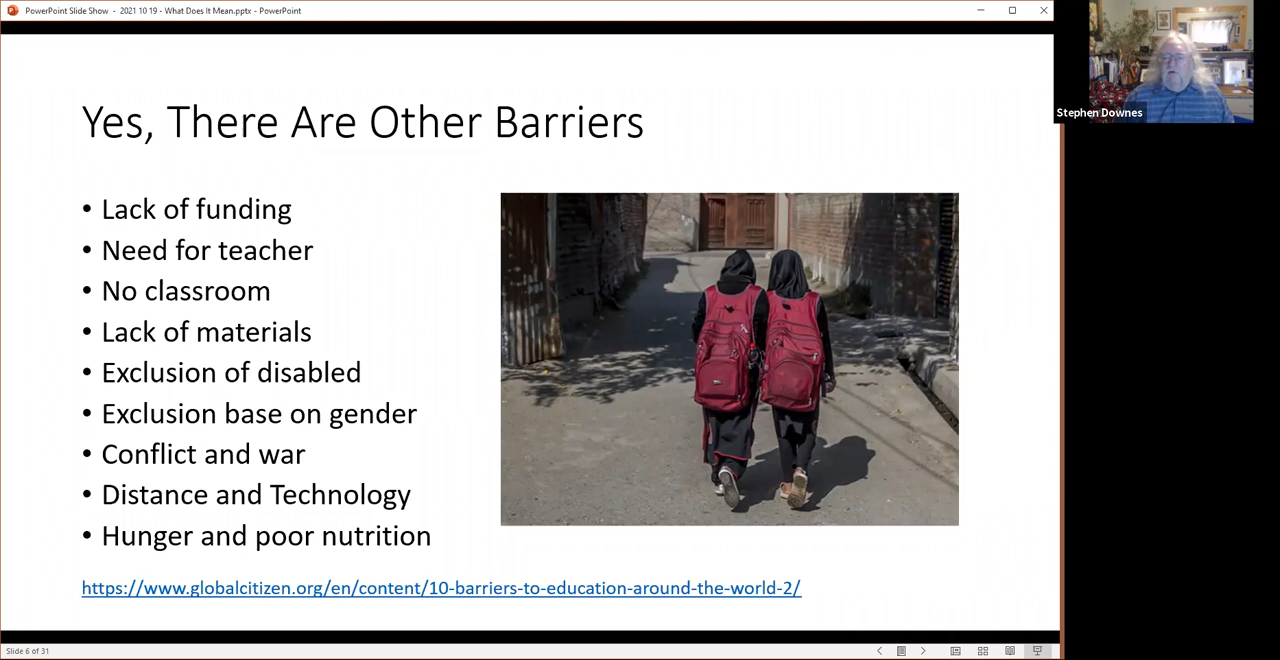 PowerPoint Slide Show - 2021 10 19 - What Does It Mean.pptx - PowerPoint
Stephen Downes
Yes, There Are Other Barriers
• Lack of funding
• Need for teacher
• No classroom
• Lack of materials
• Exclusion of disabled
• Exclusion base on gender
• Conflict and war
• Distance and Technology
• Hunger and poor nutrition
https://www.globalcitizen.org/en/content/10-barriers-to-education-around-the-world-2/
Slide 6 of 31